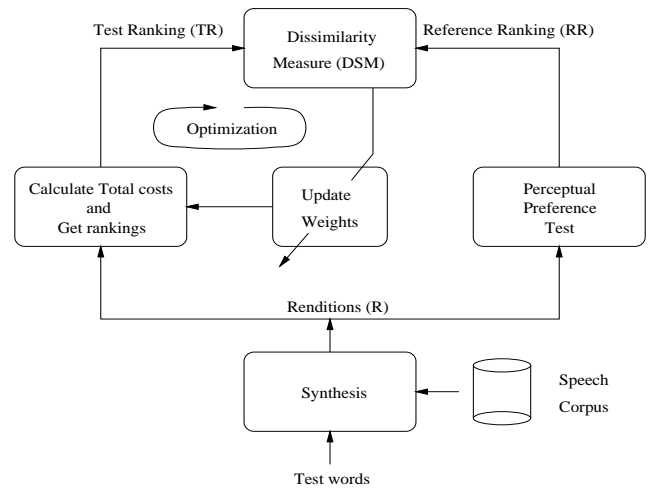 Test Ranking (TR)
Dissimilarity
Measure (DSM)
Reference Ranking (RR)
Optimization
Calculate Total costs
and
Get rankings
Update
Weights
Perceptual
Preference
Test
Renditions (R)
Synthesis
Speech
Corpus
Test words